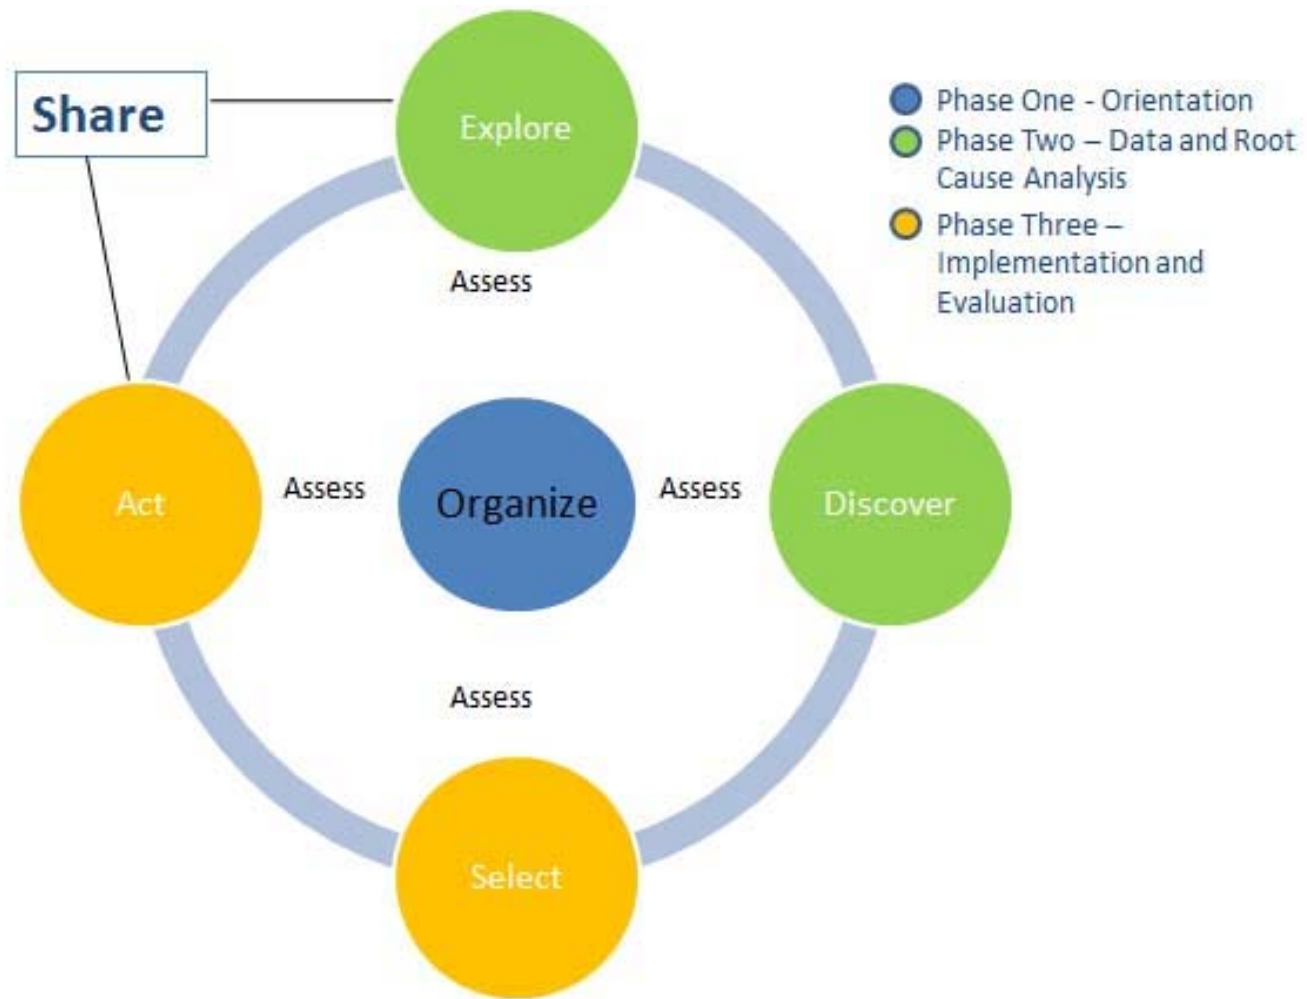 Share
Explore
Phase One - Orientation
Phase Two – Data and Root
Cause Analysis
Phase Three –
Implementation and
Evaluation
Assess
Act
Assess
Organize
Assess
Discover
Assess
Select